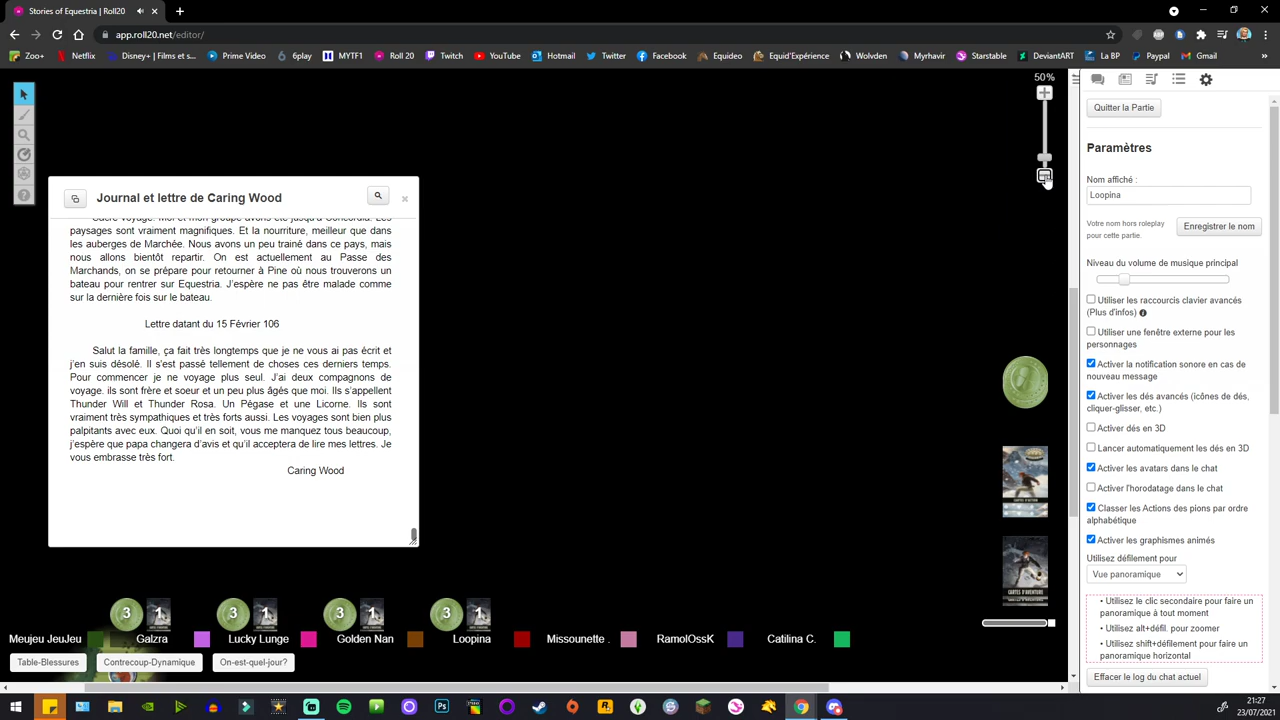 Stories of Equestria | Roll20
app.roll20.net/editor/
Zoo+ Netflix Disney+ | Films et s... Prime Video 6play MYTF1 Roll 20 Twitch YouTube Hotmail Twitter Facebook Equideo Equid'Expérience Wolvden Myrhavir Starstable DeviantART La BP Paypal Gmail »
50%
Quitter la Partie
Paramètres
Nom affiché :
Loopina
Votre nom hors roleplay
pour cette partie.
Enregistrer le nom
Niveau du volume de musique principal
Utiliser les raccourcis clavier avancés
(Plus d'infos)
Utiliser une fenêtre externe pour les
personnages
Activer la notification sonore en cas de
nouveau message
Activer les dés avancés (icônes de dés,
cliquer-glisser, etc.)
Activer dés en 3D
Lancer automatiquement les dés en 3D
Activer les avatars dans le chat
Activer l'horodatage dans le chat
Classer les Actions des pions par ordre
alphabétique
Activer les graphismes animés
Utilisez défilement pour
Vue panoramique
• Utilisez le clic secondaire pour faire un
panoramique à tout moment
• Utilisez alt+défil. pour zoomer
• Utilisez shift+défilement pour faire un
panoramique horizontal
Effacer le log du chat actuel
Journal et lettre de Caring Wood
Sacré voyage. Moi et mon groupe avons été jusqu'à Concordia. Les
paysages sont vraiment magnifiques. Et la nourriture, meilleur que dans
les auberges de Marchée. Nous avons un peu trainé dans ce pays, mais
nous allons bientôt repartir. On est actuellement au Passe des
Marchands, on se prépare pour retourner à Pine où nous trouverons un
bateau pour rentrer sur Equestria. J'espère ne pas être malade comme
sur la dernière fois sur le bateau.
Lettre datant du 15 Février 106
Salut la famille, ça fait très longtemps que je ne vous ai pas écrit et
j'en suis désolé. Il s'est passé tellement de choses ces derniers temps.
Pour commencer je ne voyage plus seul. J'ai deux compagnons de
voyage. ils sont frère et soeur et un peu plus âgés que moi. Ils s'appellent
Thunder Will et Thunder Rosa. Un Pégase et une Licorne. Ils sont
vraiment très sympathiques et très forts aussi. Les voyages sont bien plus
palpitants avec eux. Quoi qu'il en soit, vous me manquez tous beaucoup,
j'espère que papa changera d'avis et qu'il acceptera de lire mes lettres. Je
vous embrasse très fort.
Caring Wood
3 1 3 1 3 1 3 1
Meujeu JeuJeu Galzra Lucky Lunge Golden Nan Loopina Missounette . RamolOssK Catilina C.
Table-Blessures Contrecoup-Dynamique On-est-quel-jour?
21:27
23/07/2021